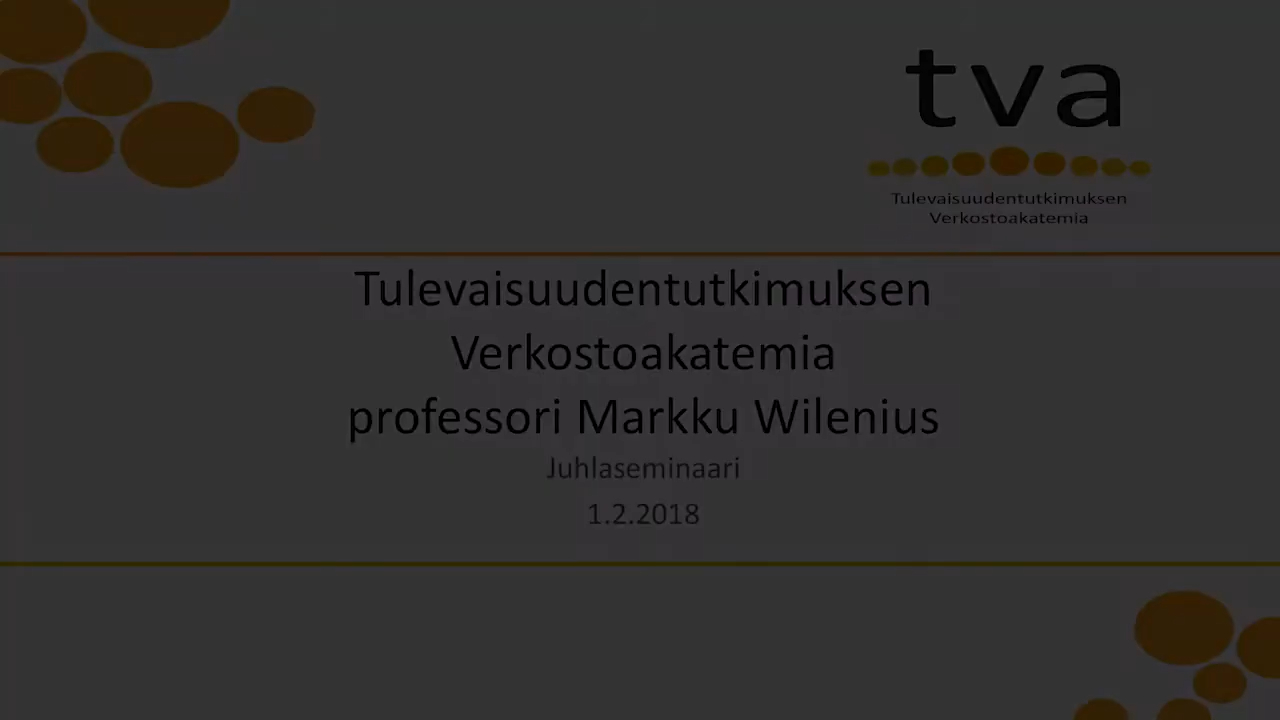 tva
Tulevaisuudentutkimuksen
Verkostoakatemia
Tulevaisuudentutkimuksen
Verkostoakatemia
professori Markku Wilenius
Juhlaseminaari
1.2.2018